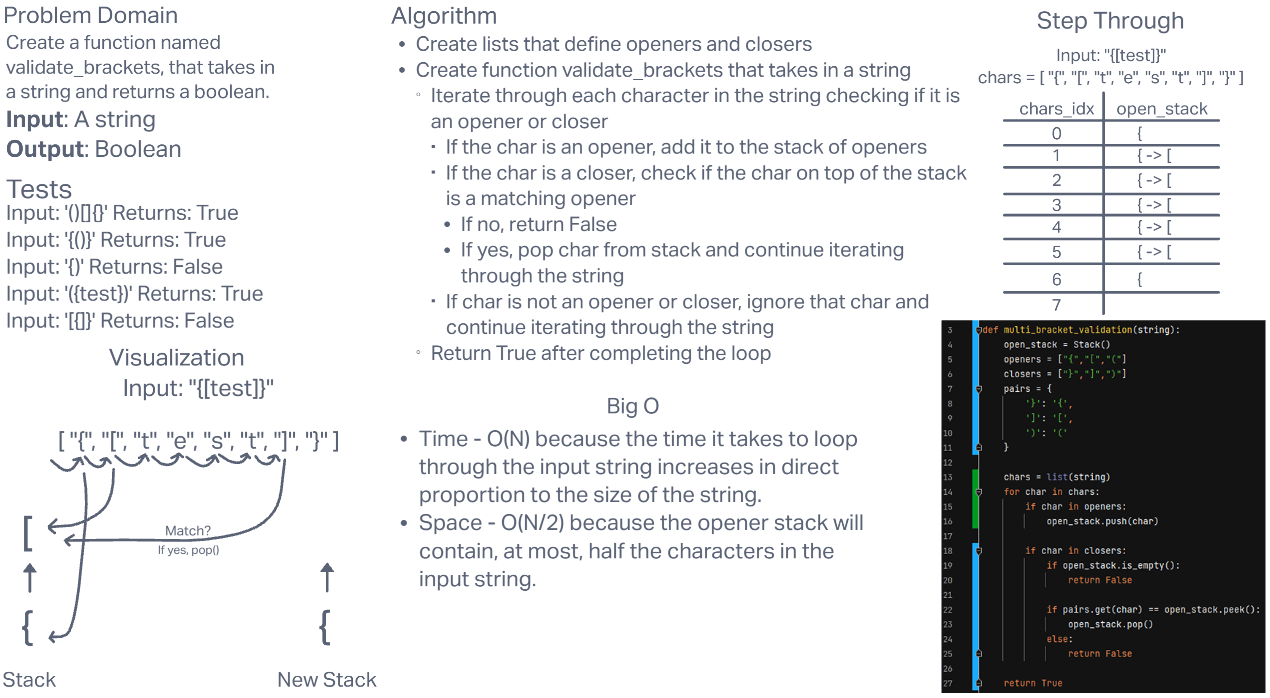 Problem Domain
Create a function named
validate_brackets, that takes in
a string and returns a boolean.
Input: A string
Output: Boolean
Tests
Input: '()[]{}' Returns: True
Input: '{()}' Returns: True
Input: '{)' Returns: False
Input: '({test})' Returns: True
Input: '[{]}' Returns: False
Visualization
Input: "{[test]}"
[ "{", "[", "t", "e", "s", "t", "]", "}" ]
[
Match?
If yes, pop()
{
{
Stack
New Stack
Algorithm
• Create lists that define openers and closers
• Create function validate_brackets that takes in a string
◦ Iterate through each character in the string checking if it is
an opener or closer
▪ If the char is an opener, add it to the stack of openers
▪ If the char is a closer, check if the char on top of the stack
is a matching opener
• If no, return False
• If yes, pop char from stack and continue iterating
through the string
▪ If char is not an opener or closer, ignore that char and
continue iterating through the string
◦ Return True after completing the loop
Big O
• Time - O(N) because the time it takes to loop
through the input string increases in direct
proportion to the size of the string.
• Space - O(N/2) because the opener stack will
contain, at most, half the characters in the
input string.
Step Through
Input: "{[test]}"
chars = [ "{", "[", "t", "e", "s", "t", "]", "}" ]
chars_idx open_stack
0 {
1 { -> [
2 { -> [
3 { -> [
4 { -> [
5 { -> [
6 {
7
3 def multi_bracket_validation(string):
4 open_stack = Stack()
5 openers = ["{","[","("]
6 closers = ["}","]",")"]
7 pairs = {
8 '}': '{',
9 ']': '[',
10 ')': '('
11 }
12
13 chars = list(string)
14 for char in chars:
15 if char in openers:
16 open_stack.push(char)
17
18 if char in closers:
19 if open_stack.is_empty():
20 return False
21
22 if pairs.get(char) == open_stack.peek():
23 open_stack.pop()
24 else:
25 return False
26
27 return True